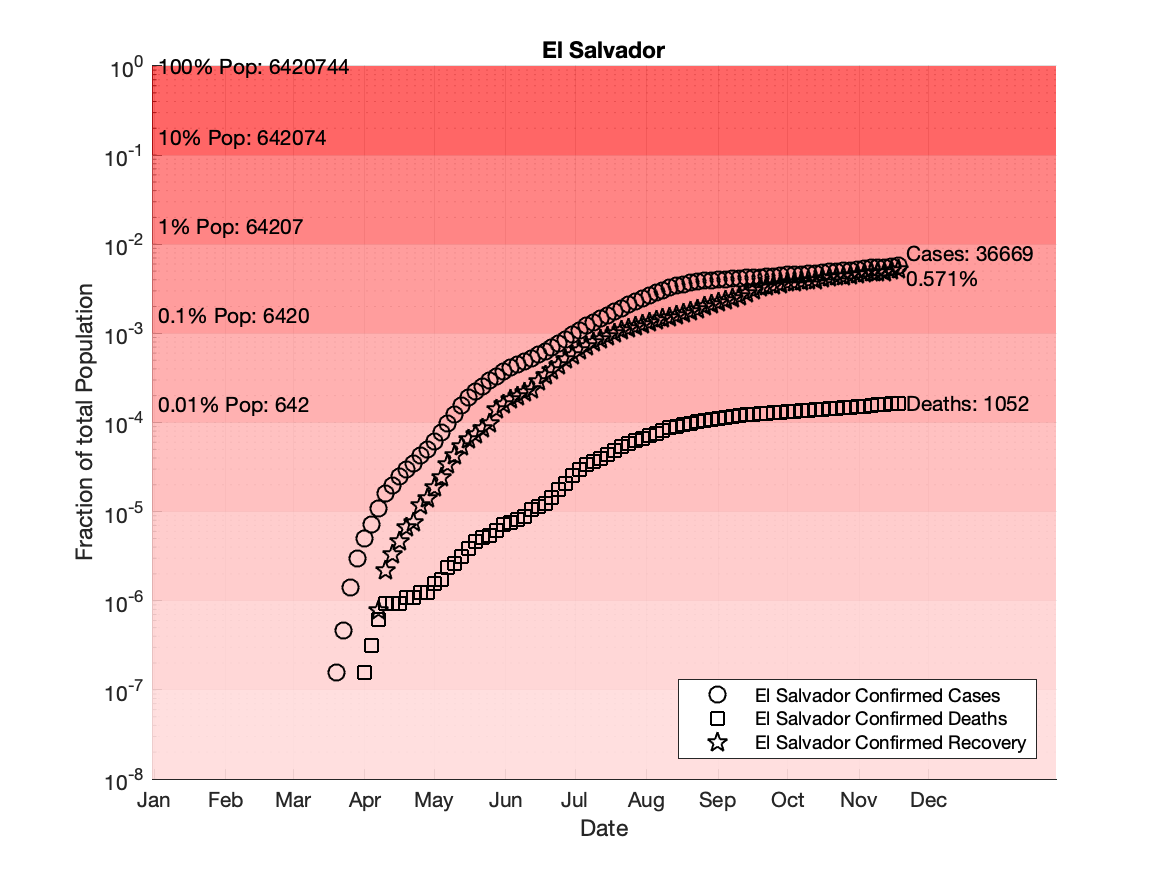 El Salvador
10^0
100% Pop: 6420744
10% Pop: 642074
10^-1
1% Pop: 64207
10^-2
Cases: 36669
0.571%
0.1% Pop: 6420
10^-3
0.01% Pop: 642
Deaths: 1052
10^-4
10^-5
10^-6
10^-7
10^-8
Fraction of total Population
El Salvador Confirmed Cases
El Salvador Confirmed Deaths
El Salvador Confirmed Recovery
Jan Feb Mar Apr May Jun Jul Aug Sep Oct Nov Dec
Date